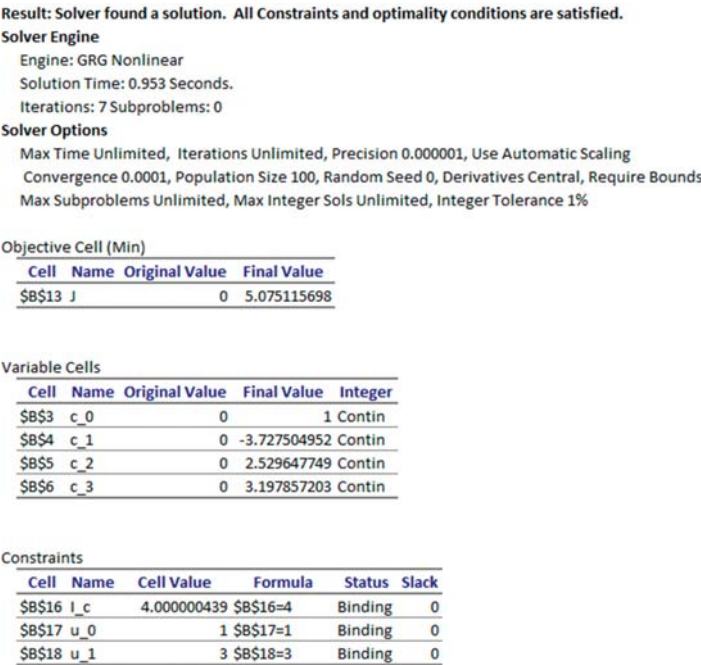 Result: Solver found a solution. All Constraints and optimality conditions are satisfied.
Solver Engine
Engine: GRG Nonlinear
Solution Time: 0.953 Seconds.
Iterations: 7 Subproblems: 0
Solver Options
Max Time Unlimited, Iterations Unlimited, Precision 0.000001, Use Automatic Scaling
Convergence 0.0001, Population Size 100, Random Seed 0, Derivatives Central, Require Bounds
Max Subproblems Unlimited, Max Integer Sols Unlimited, Integer Tolerance 1%
Objective Cell (Min)
Cell Name Original Value Final Value
$B$13 J 0 5.075115698
Variable Cells
Cell Name Original Value Final Value Integer
$B$3 c_0 0 1 Contin
$B$4 c_1 0 -3.727504952 Contin
$B$5 c_2 0 2.529647749 Contin
$B$6 c_3 0 3.197857203 Contin
Constraints
Cell Name Cell Value Formula Status Slack
$B$16 I_c 4.000000439 $B$16=4 Binding 0
$B$17 u_0 1 $B$17=1 Binding 0
$B$18 u_1 3 $B$18=3 Binding 0